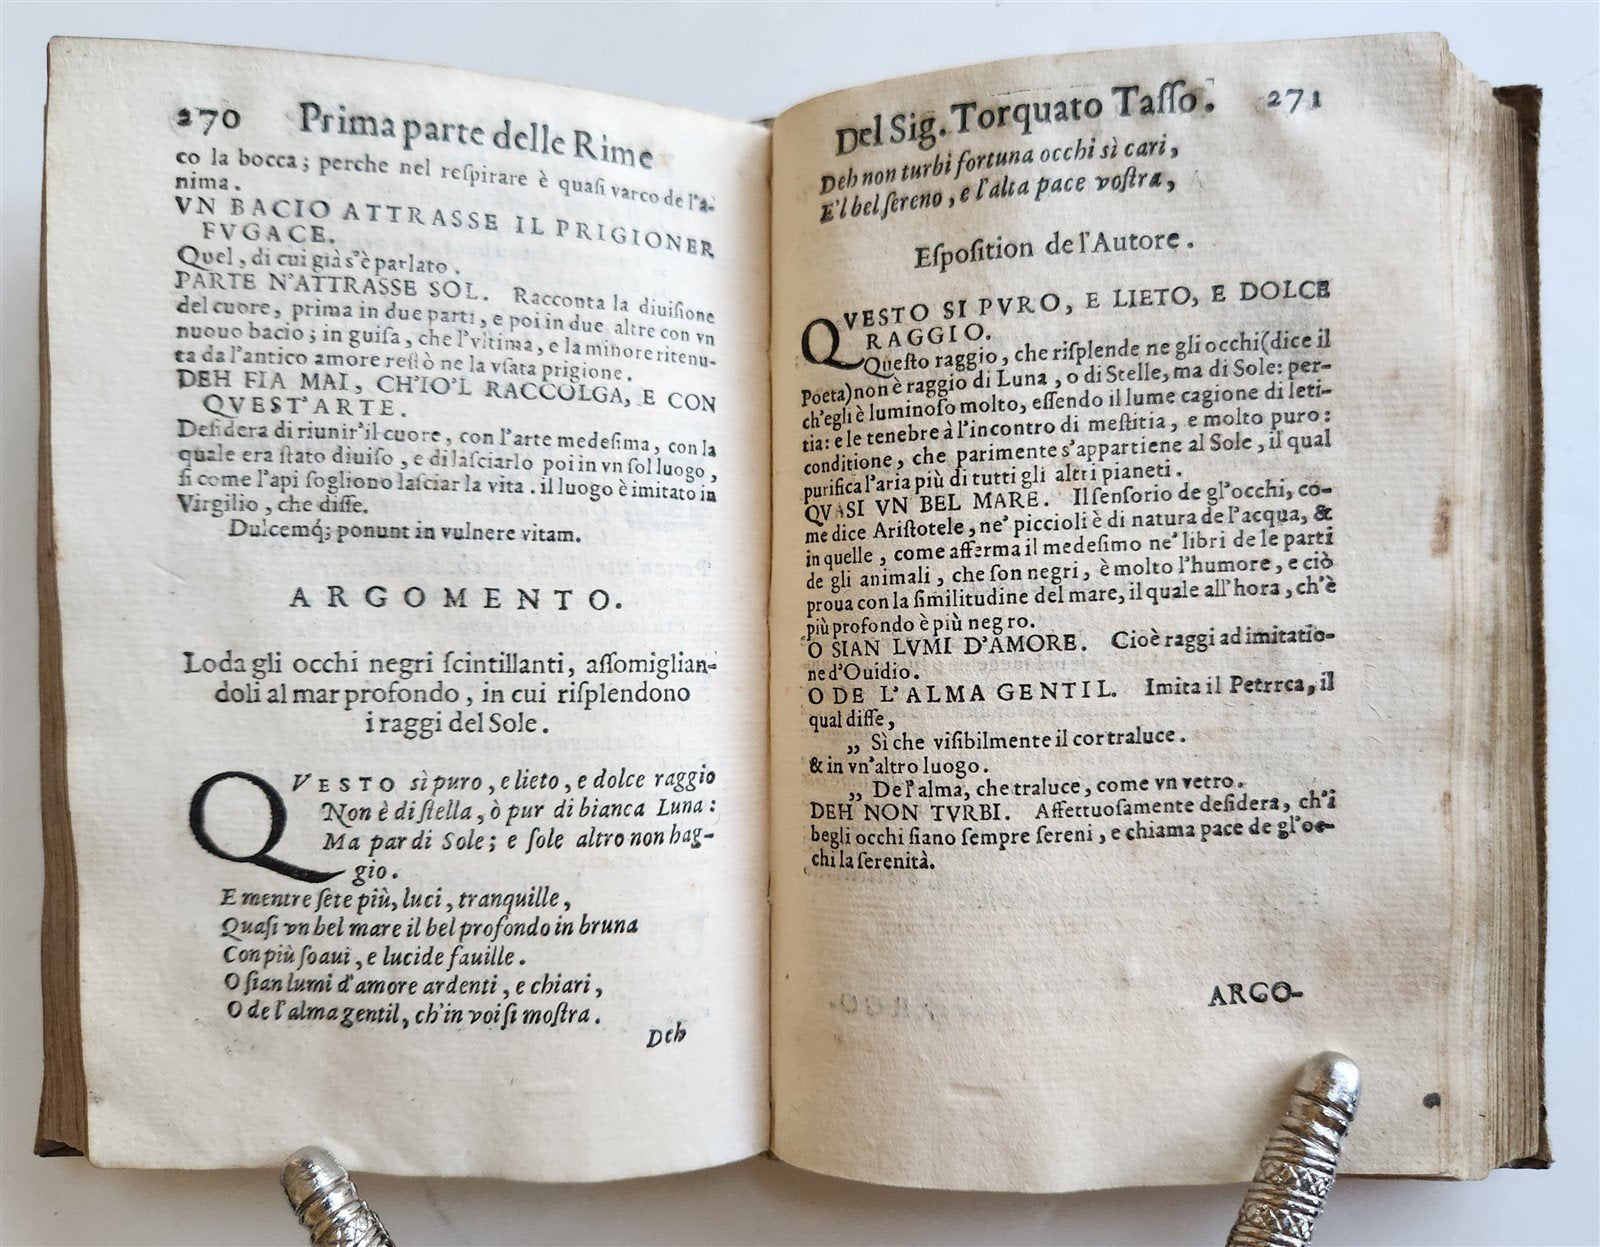 270 Prima parte delle Rime
co la bocca; perche nel reſpirare è quaſi varco de l'a-
nima.
VN BACIO ATTRASSE IL PRIGIONER
FVGACE.
Quel, di cui già s'è parlato.
PARTE N'ATTRASSE SOL. Racconta la diuiſione
del cuore, prima in due parti, e poi in due altre con vn
nuouo bacio; in guiſa, che l'vltima, e la minore ritenu-
ta da l'antico amore reſtò ne la vſata prigione.
DEH FIA MAI, CH'IO'L RACCOLGA, E CON
QVEST'ARTE.
Deſidera di riunir'il cuore, con l'arte medeſima, con la
quale era ſtato diuiſo, e di laſciarlo poi in vn ſol luogo,
ſi come l'api ſogliono laſciar la vita. il luogo è imitato in
Virgilio, che diſſe.
Dulcemq́; ponunt in vulnere vitam.
ARGOMENTO.
Loda gli occhi negri ſcintillanti, aſſomiglian-
doli al mar profondo, in cui riſplendono
i raggi del Sole.
QVESTO sì puro, e lieto, e dolce raggio
Non è di ſtella, ò pur di bianca Luna:
Ma par di Sole; e ſole altro non hag-
gio.
E mentre ſete più, luci, tranquille,
Quaſi vn bel mare il bel profondo in bruna
Con più ſoaui, e lucide fauille.
O ſian lumi d'amore ardenti, e chiari,
O de l'alma gentil, ch'in voi ſi moſtra.
Deh
Del Sig. Torquato Taſſo. 271
Deh non turbi fortuna occhi sì cari,
E'l bel ſereno, e l'alta pace voſtra,
Eſpoſition de l'Autore.
QVESTO SI PVRO, E LIETO, E DOLCE
RAGGIO.
Queſto raggio, che riſplende ne gli occhi (dice il
Poeta) non è raggio di Luna, o di Stelle, ma di Sole: per-
ch'egli è luminoſo molto, eſſendo il lume cagione di leti-
tia: e le tenebre à l'incontro di meſtitia, e molto puro:
conditione, che parimente s'appartiene al Sole, il qual
purifica l'aria più di tutti gli altri pianeti.
QVASI VN BEL MARE. Il ſenſorio de gl'occhi, co-
me dice Ariſtotele, ne' piccioli è di natura de l'acqua, &
in quelle, come afferma il medeſimo ne' libri de le parti
de gli animali, che ſon negri, è molto l'humore, e ciò
proua con la ſimilitudine del mare, il quale all'hora, ch'è
più profondo è più negro.
O SIAN LVMI D'AMORE. Cioè raggi ad imitatio-
ne d'Ouidio.
O DE L'ALMA GENTIL. Imita il Petrrca, il
qual diſſe,
„ Sì che viſibilmente il cor traluce.
& in vn'altro luogo.
„ De l'alma, che traluce, come vn vetro.
DEH NON TVRBI. Affettuoſamente deſidera, ch'i
begli occhi ſiano ſempre ſereni, e chiama pace de gl'oc-
chi la ſerenità.
ARGO-